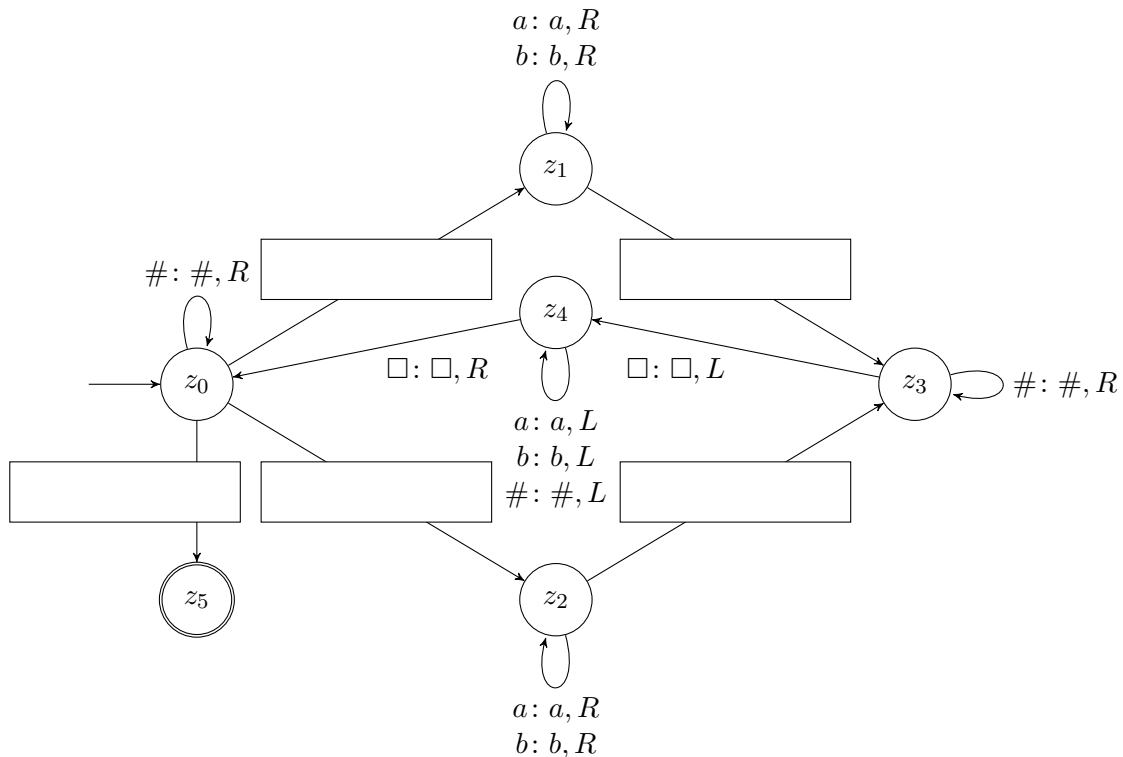 a: a, R
b: b, R
z₁
#: #, R
z₄
□: □, R
□: □, L
z₀
z₃
#: #, R
a: a, L
b: b, L
#: #, L
z₅
z₂
a: a, R
b: b, R